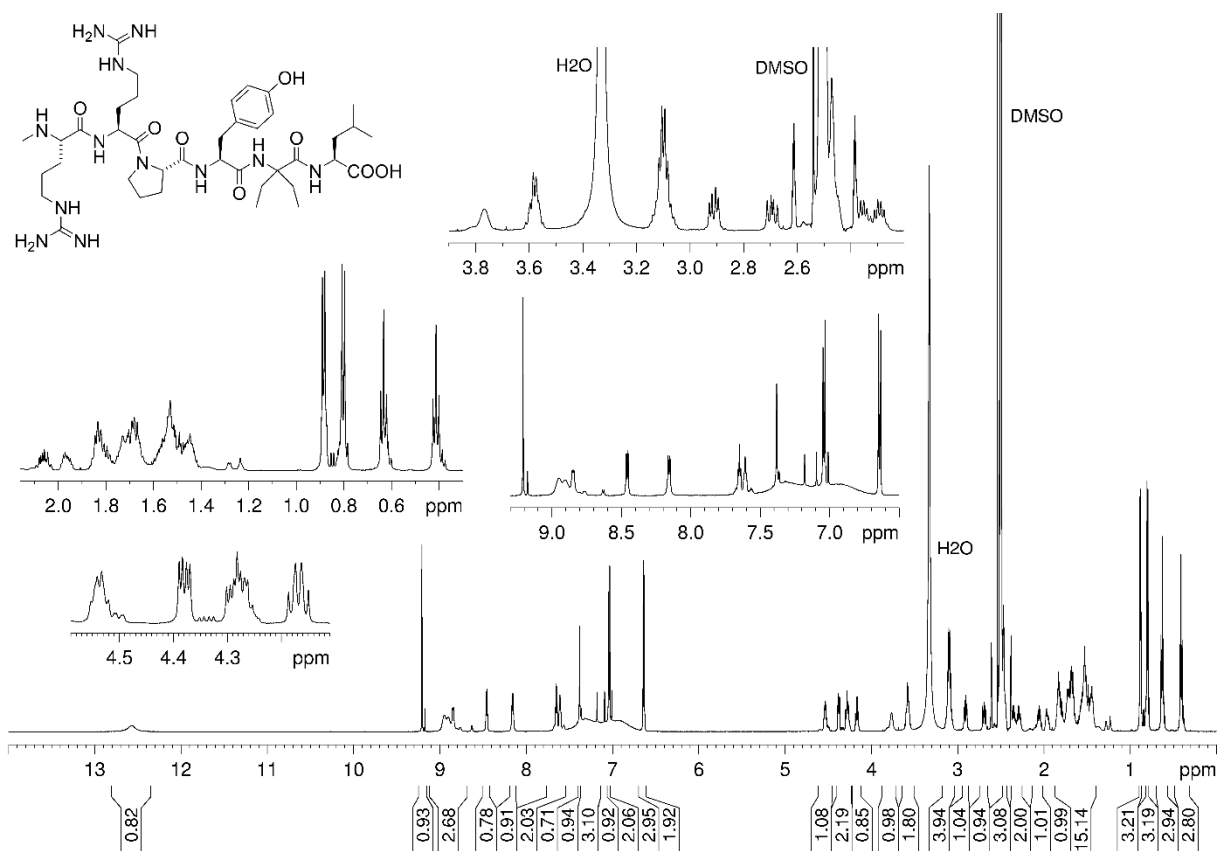 H2N NH
HN
H2N NH
HN
OH
O
H
N
N
H
O
N
O
N
H
O
H
N
O
N
H
COOH
HN
H2N NH
H2O
DMSO
3.8 3.6 3.4 3.2 3.0 2.8 2.6 ppm
DMSO
2.0 1.8 1.6 1.4 1.2 1.0 0.8 0.6 ppm
9.0 8.5 8.0 7.5 7.0 ppm
H2O
4.5 4.4 4.3 ppm
13 12 11 10 9 8 7 6 5 4 3 2 1 ppm
0.82 0.93 2.68 0.78 0.91 2.03 0.71 0.94 3.10 0.92 2.06 2.95 1.92 1.08 2.19 0.85 0.98 1.80 3.94 1.04 0.94 3.08 2.00 1.01 0.99 15.14 3.21 3.19 2.94 2.80